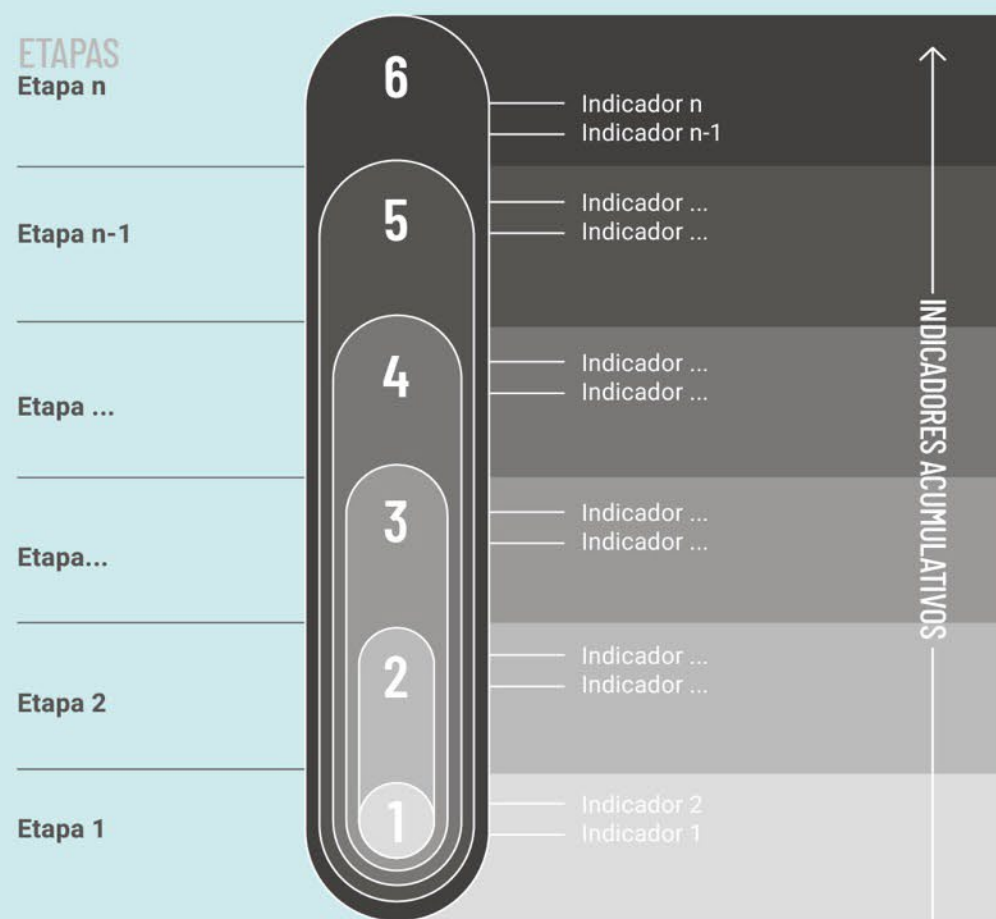 ETAPAS
Etapa n
6
Indicador n
Indicador n-1
Etapa n-1
5
Indicador ...
Indicador ...
Etapa ...
4
Indicador ...
Indicador ...
Etapa...
3
Indicador ...
Indicador ...
Etapa 2
2
Indicador ...
Indicador ...
Etapa 1
1
Indicador 2
Indicador 1
INDICADORES ACUMULATIVOS